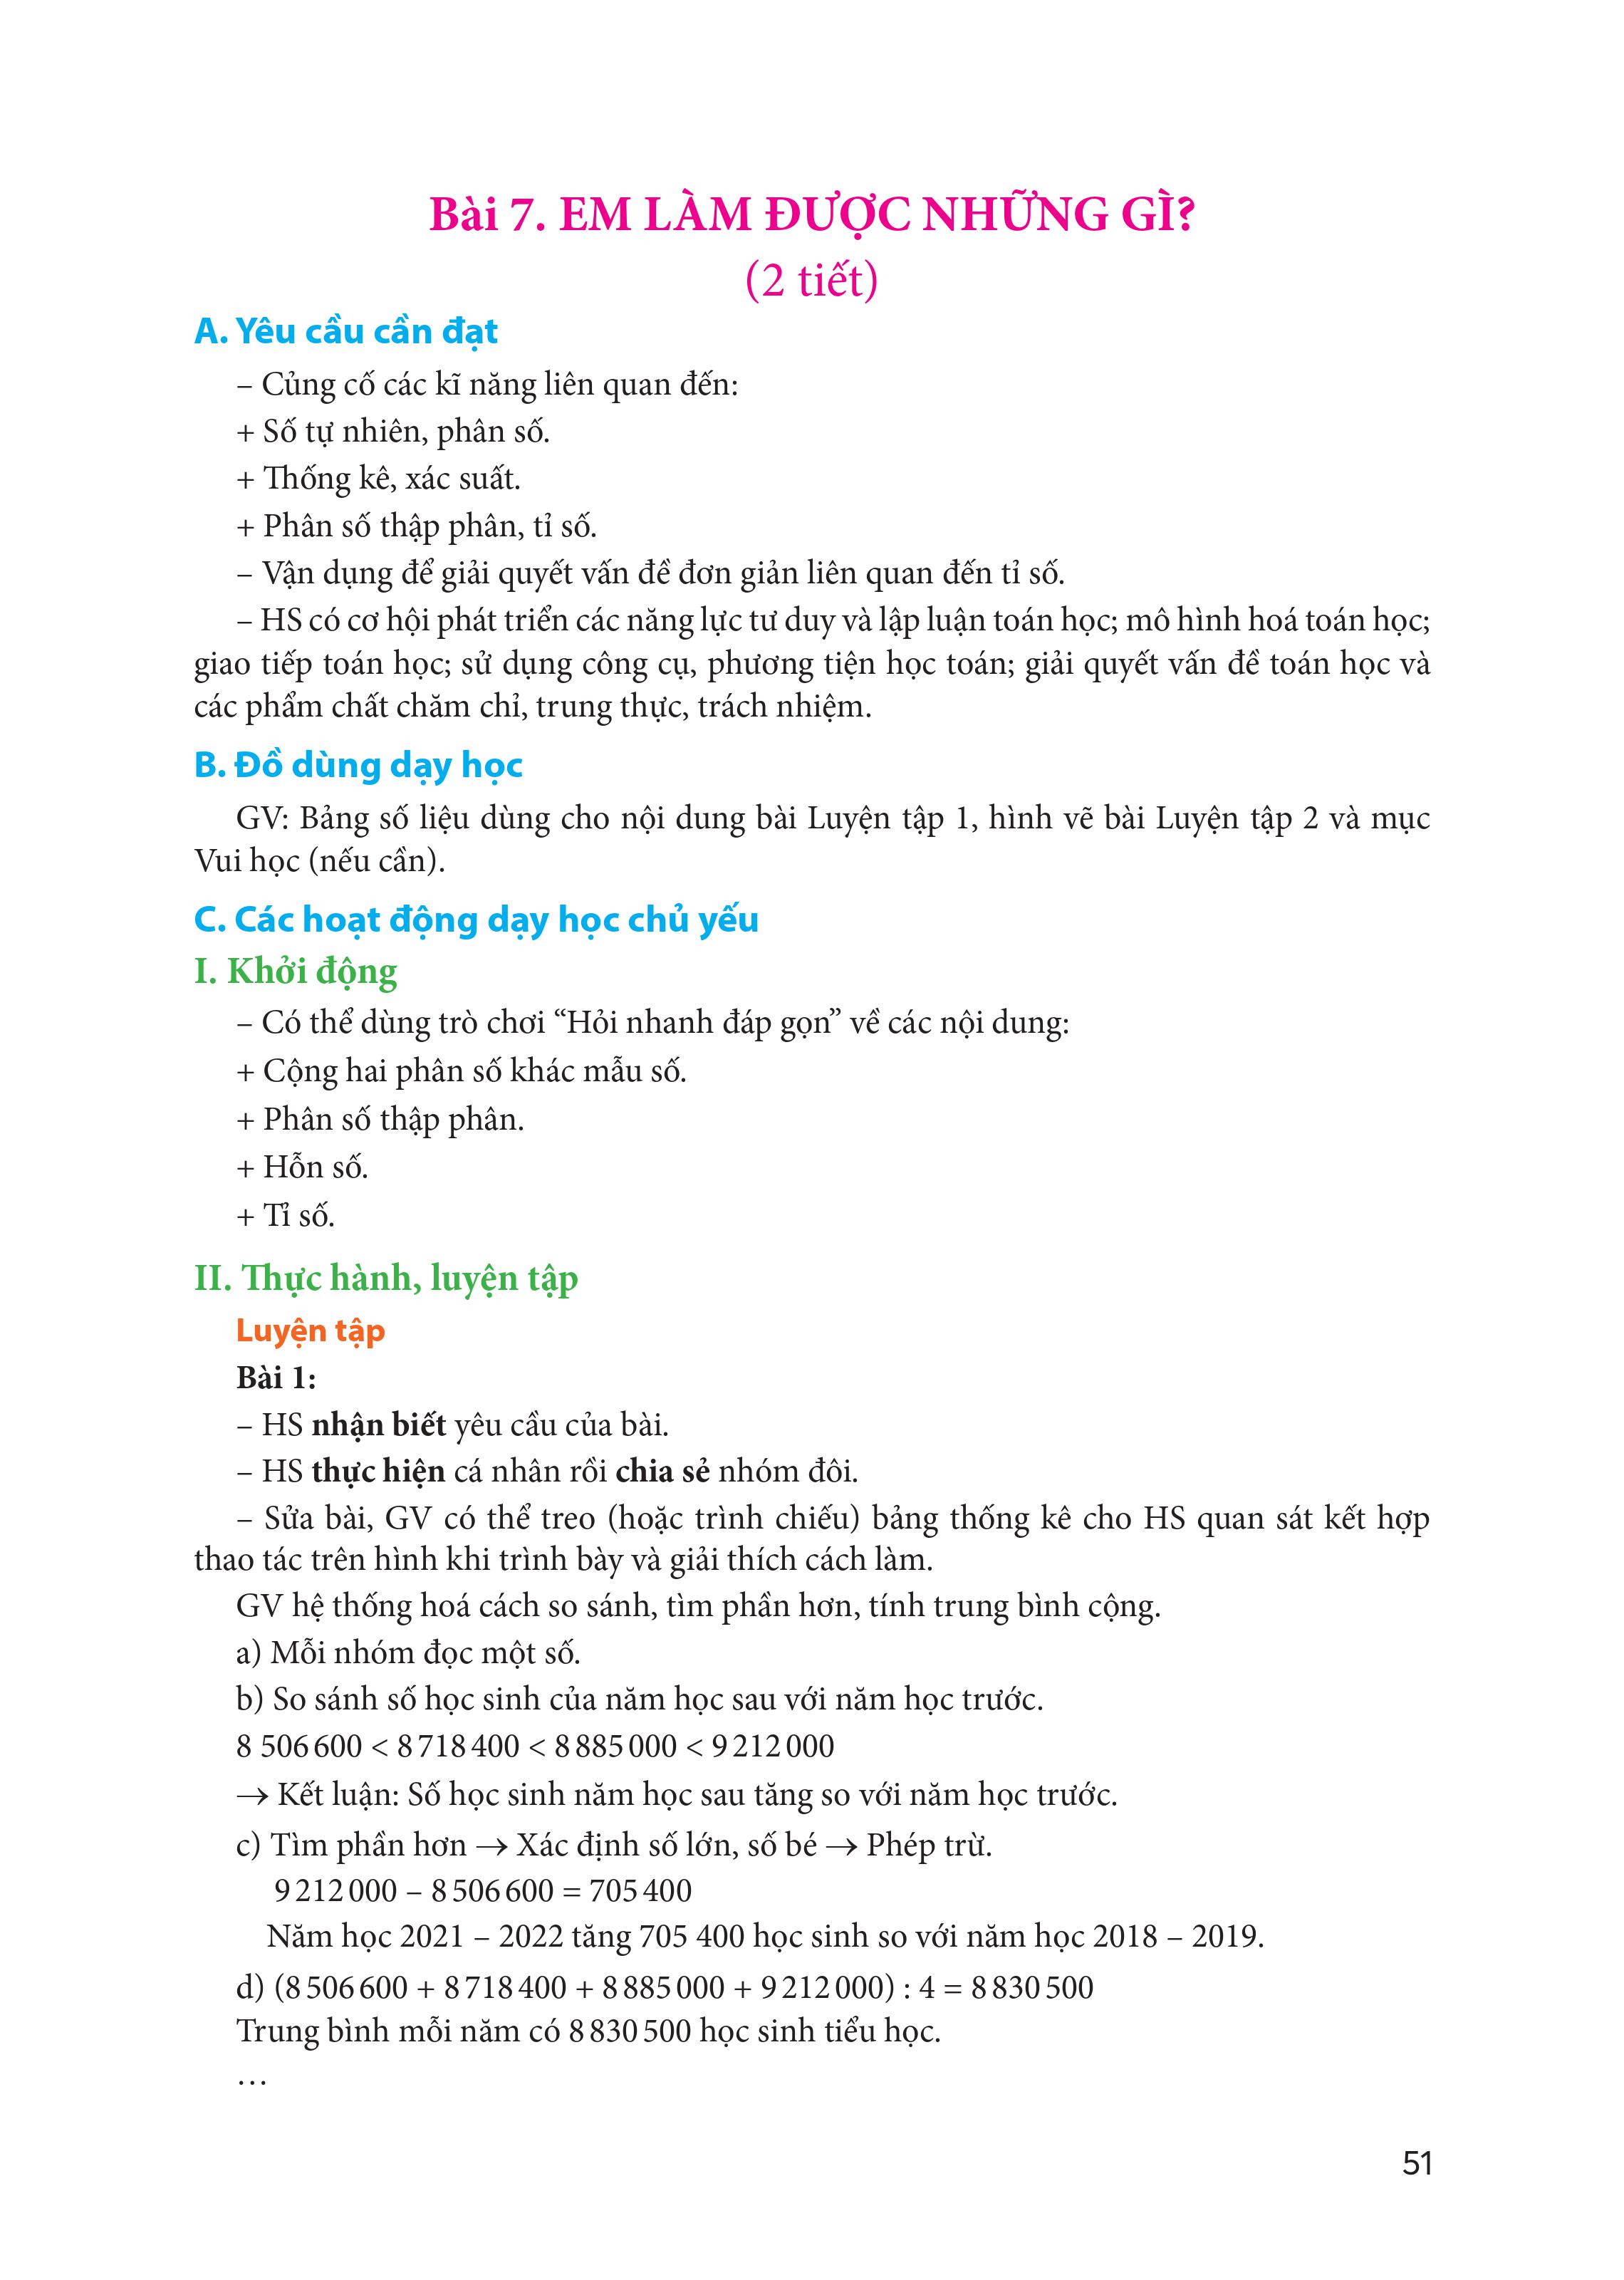 Bài 7. EM LÀM ĐƯỢC NHỮNG GÌ?
(2 tiết)
A. Yêu cầu cần đạt
– Củng cố các kĩ năng liên quan đến:
+ Số tự nhiên, phân số.
+ Thống kê, xác suất.
+ Phân số thập phân, tỉ số.
– Vận dụng để giải quyết vấn đề đơn giản liên quan đến tỉ số.
– HS có cơ hội phát triển các năng lực tư duy và lập luận toán học; mô hình hoá toán học;
giao tiếp toán học; sử dụng công cụ, phương tiện học toán; giải quyết vấn đề toán học và
các phẩm chất chăm chỉ, trung thực, trách nhiệm.
B. Đồ dùng dạy học
GV: Bảng số liệu dùng cho nội dung bài Luyện tập 1, hình vẽ bài Luyện tập 2 và mục
Vui học (nếu cần).
C. Các hoạt động dạy học chủ yếu
I. Khởi động
– Có thể dùng trò chơi “Hỏi nhanh đáp gọn” về các nội dung:
+ Cộng hai phân số khác mẫu số.
+ Phân số thập phân.
+ Hỗn số.
+ Tỉ số.
II. Thực hành, luyện tập
Luyện tập
Bài 1:
– HS nhận biết yêu cầu của bài.
– HS thực hiện cá nhân rồi chia sẻ nhóm đôi.
– Sửa bài, GV có thể treo (hoặc trình chiếu) bảng thống kê cho HS quan sát kết hợp
thao tác trên hình khi trình bày và giải thích cách làm.
GV hệ thống hoá cách so sánh, tìm phần hơn, tính trung bình cộng.
a) Mỗi nhóm đọc một số.
b) So sánh số học sinh của năm học sau với năm học trước.
8 506 600 < 8 718 400 < 8 885 000 < 9 212 000
→ Kết luận: Số học sinh năm học sau tăng so với năm học trước.
c) Tìm phần hơn → Xác định số lớn, số bé → Phép trừ.
9 212 000 – 8 506 600 = 705 400
Năm học 2021 – 2022 tăng 705 400 học sinh so với năm học 2018 – 2019.
d) (8 506 600 + 8 718 400 + 8 885 000 + 9 212 000) : 4 = 8 830 500
Trung bình mỗi năm có 8 830 500 học sinh tiểu học.
…
51